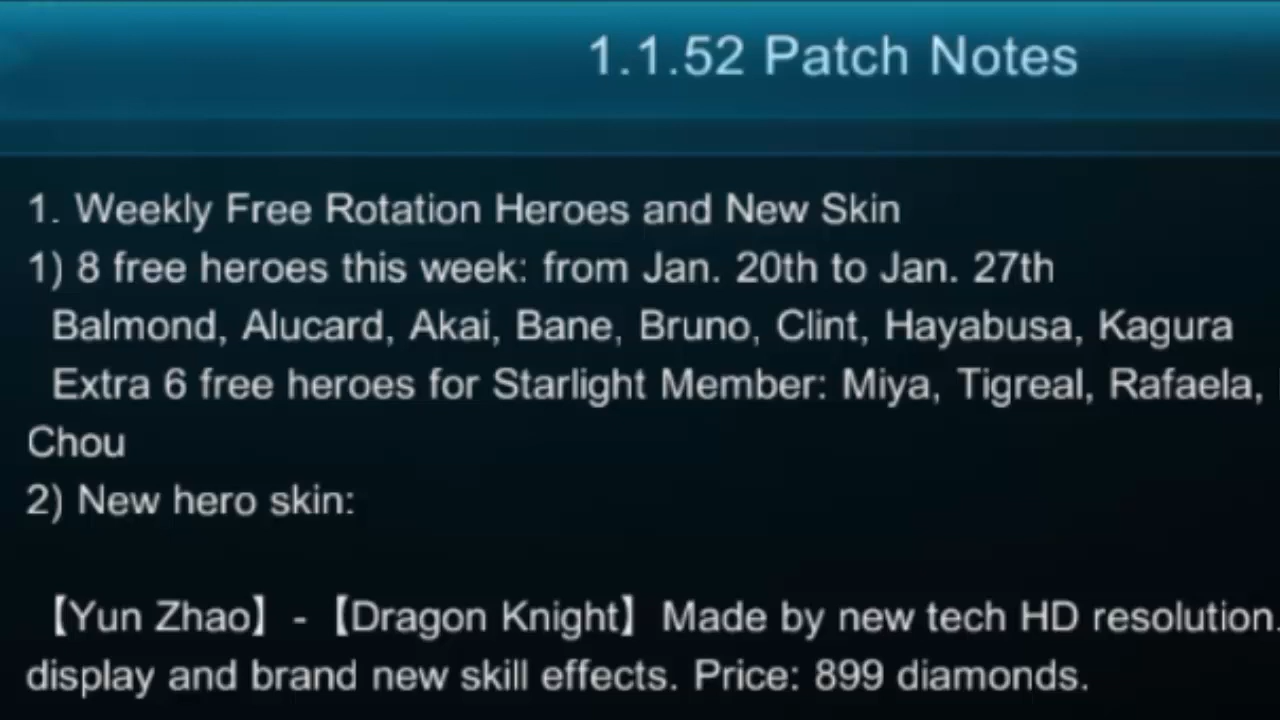 1.1.52 Patch Notes
1. Weekly Free Rotation Heroes and New Skin
1) 8 free heroes this week: from Jan. 20th to Jan. 27th
Balmond, Alucard, Akai, Bane, Bruno, Clint, Hayabusa, Kagura
Extra 6 free heroes for Starlight Member: Miya, Tigreal, Rafaela,
Chou
2) New hero skin:
【Yun Zhao】-【Dragon Knight】Made by new tech HD resolution.
display and brand new skill effects. Price: 899 diamonds.